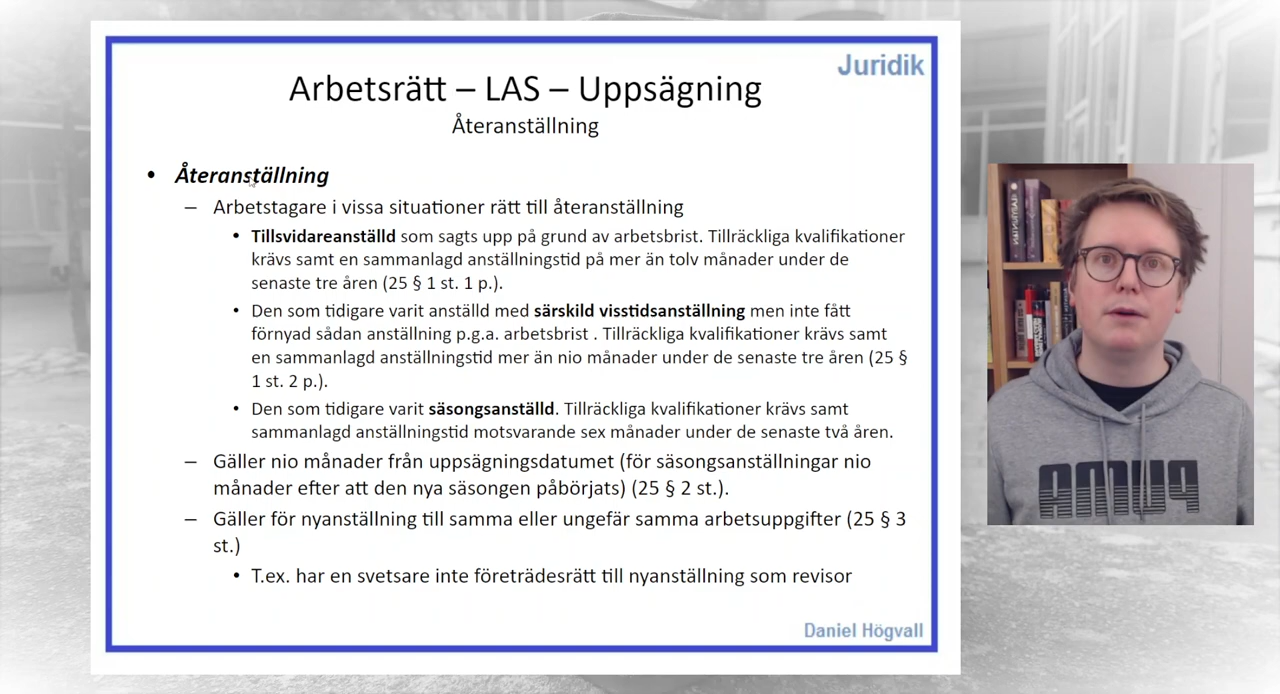 Juridik
Arbetsrätt – LAS – Uppsägning
Återanställning
• Återanställning
– Arbetstagare i vissa situationer rätt till återanställning
• Tillsvidareanställd som sagts upp på grund av arbetsbrist. Tillräckliga kvalifikationer
krävs samt en sammanlagd anställningstid på mer än tolv månader under de
senaste tre åren (25 § 1 st. 1 p.).
• Den som tidigare varit anställd med särskild visstidsanställning men inte fått
förnyad sådan anställning p.g.a. arbetsbrist . Tillräckliga kvalifikationer krävs samt
en sammanlagd anställningstid mer än nio månader under de senaste tre åren (25 §
1 st. 2 p.).
• Den som tidigare varit säsongsanställd. Tillräckliga kvalifikationer krävs samt
sammanlagd anställningstid motsvarande sex månader under de senaste två åren.
– Gäller nio månader från uppsägningsdatumet (för säsongsanställningar nio
månader efter att den nya säsongen påbörjats) (25 § 2 st.).
– Gäller för nyanställning till samma eller ungefär samma arbetsuppgifter (25 § 3
st.)
• T.ex. har en svetsare inte företrädesrätt till nyanställning som revisor
Daniel Högvall